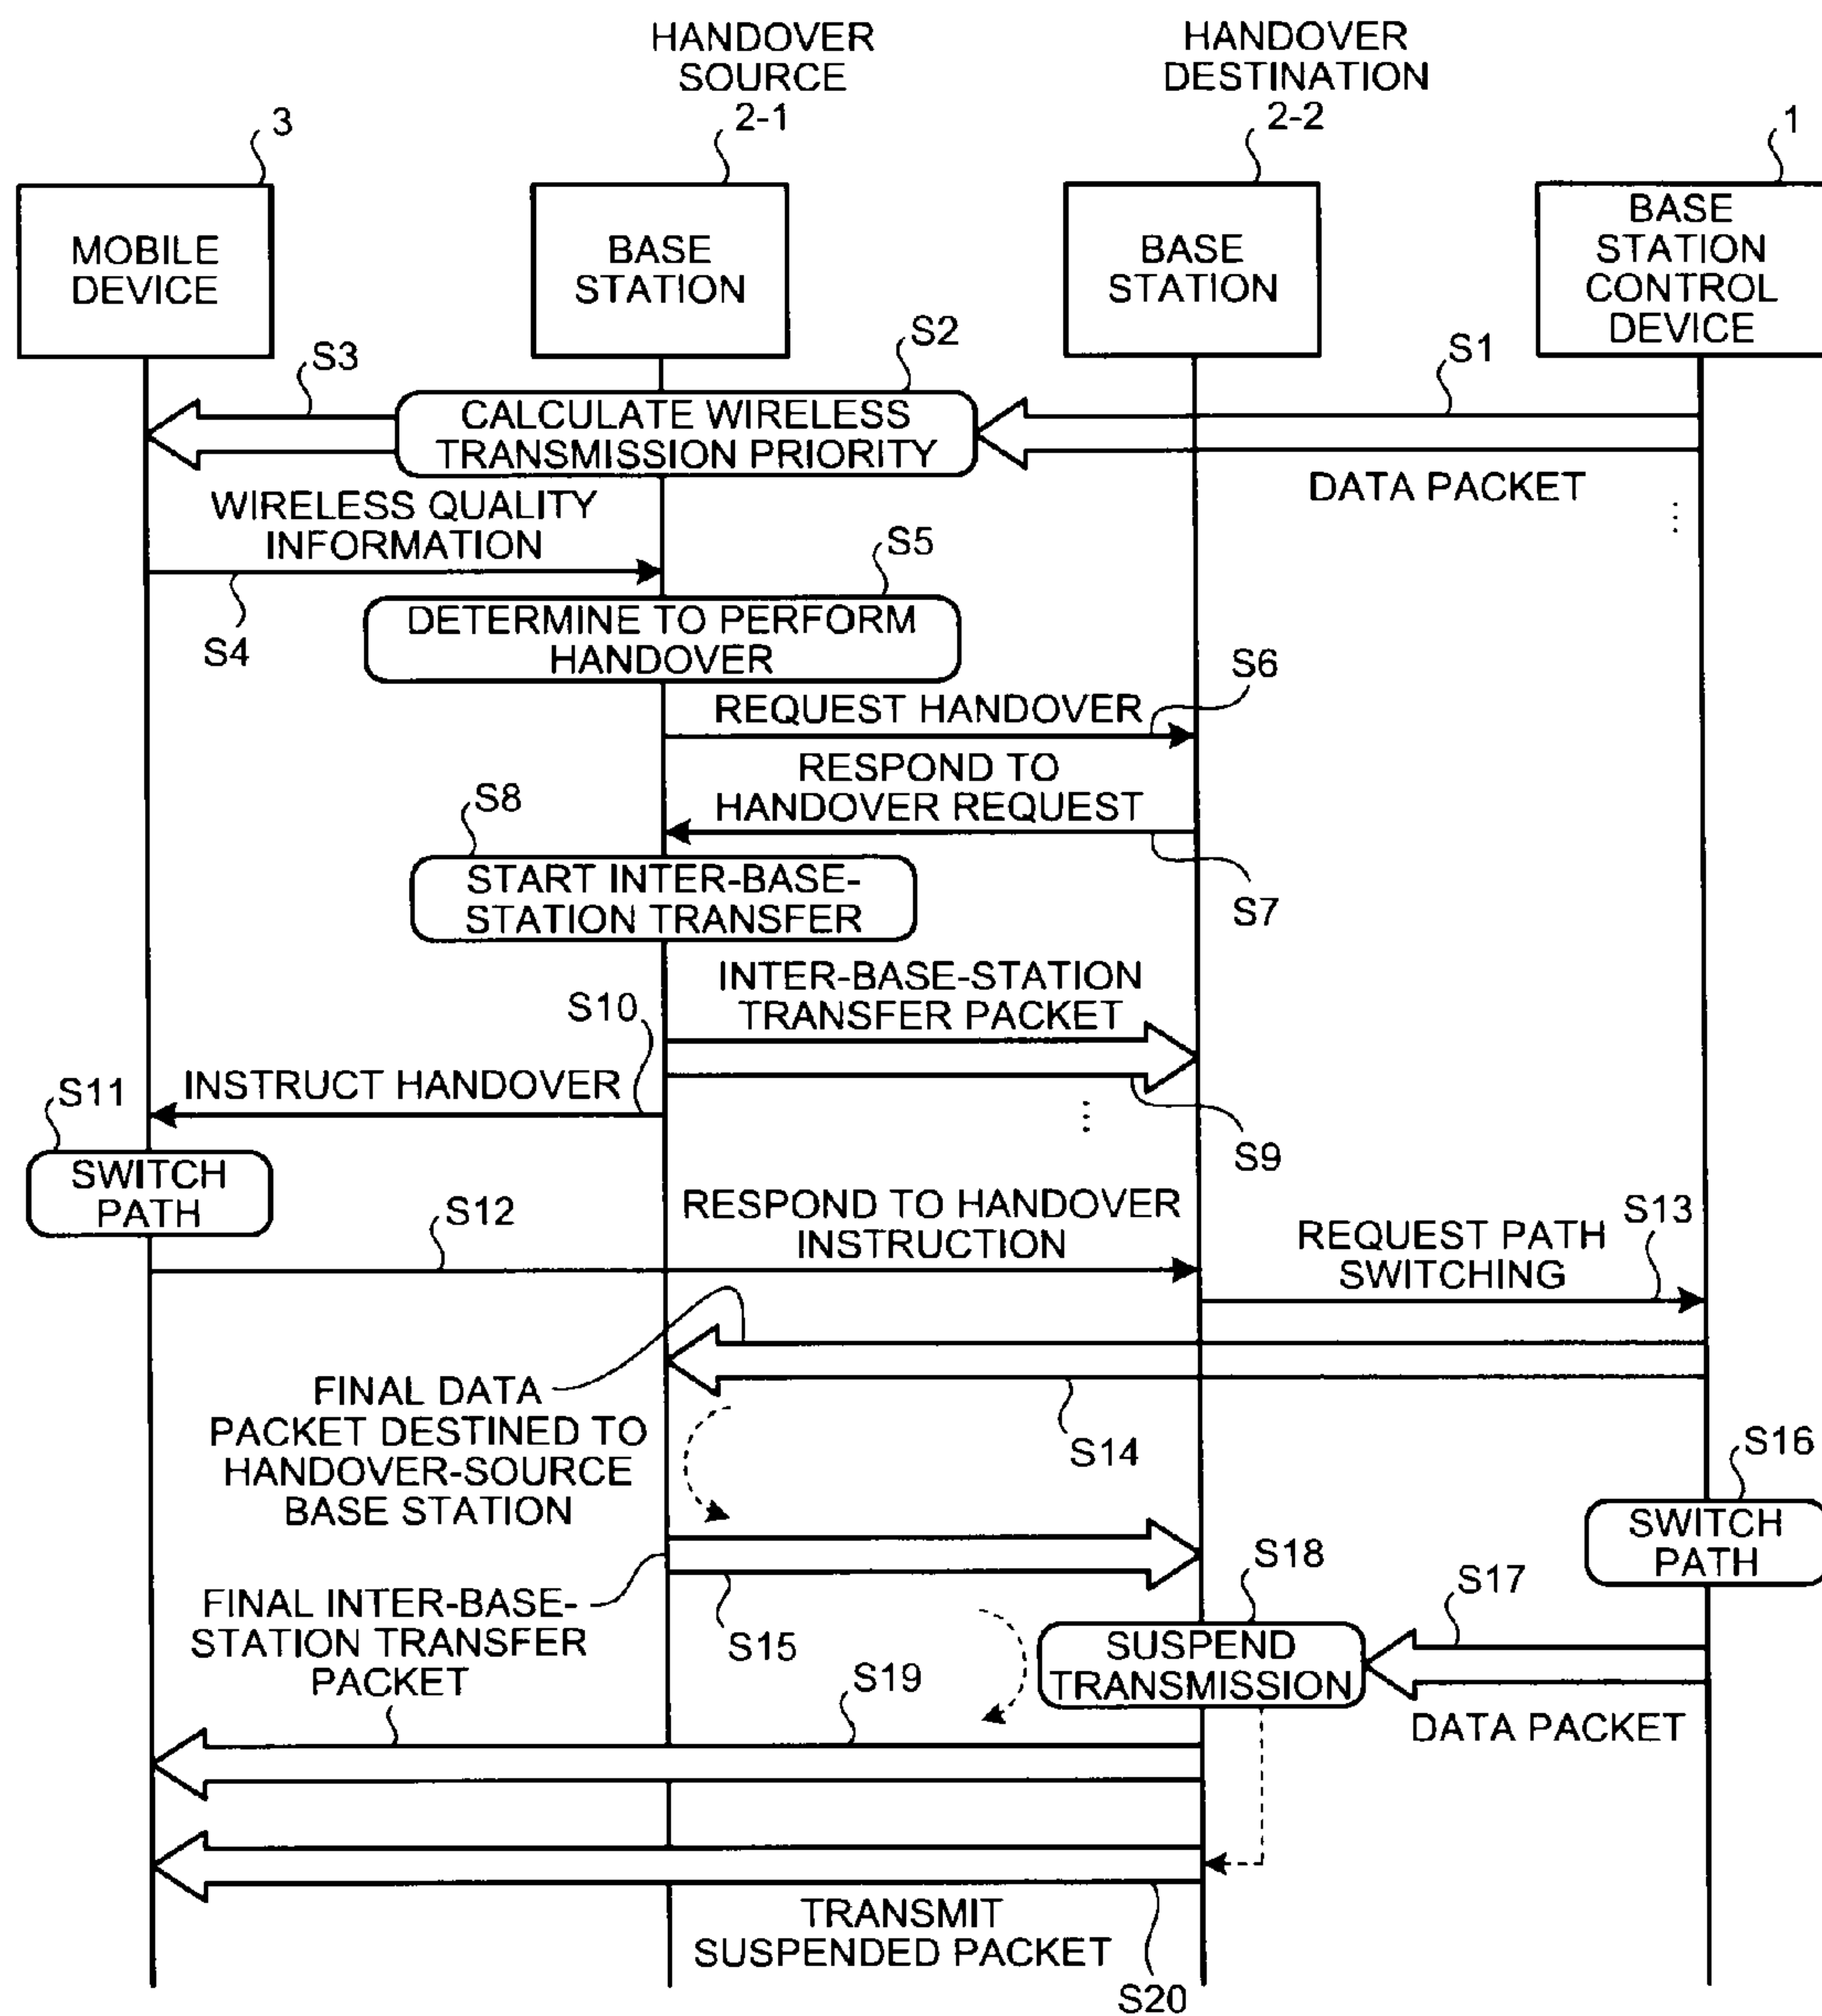 HANDOVER
SOURCE
2-1
HANDOVER
DESTINATION
2-2
3
1
MOBILE
DEVICE
BASE
STATION
BASE
STATION
BASE
STATION
CONTROL
DEVICE
S3
S2
S1
CALCULATE WIRELESS
TRANSMISSION PRIORITY
DATA PACKET
WIRELESS QUALITY
INFORMATION
S4
S5
DETERMINE TO PERFORM
HANDOVER
S6
REQUEST HANDOVER
RESPOND TO
HANDOVER REQUEST
S7
S8
START INTER-BASE-
STATION TRANSFER
INTER-BASE-STATION
TRANSFER PACKET
S10
INSTRUCT HANDOVER
S9
S11
SWITCH
PATH
S12
RESPOND TO HANDOVER
INSTRUCTION
S13
REQUEST PATH
SWITCHING
FINAL DATA
PACKET DESTINED TO
HANDOVER-SOURCE
BASE STATION
S14
S16
SWITCH
PATH
FINAL INTER-BASE-
STATION TRANSFER
PACKET
S15
S18
SUSPEND
TRANSMISSION
S17
DATA PACKET
S19
TRANSMIT
SUSPENDED PACKET
S20